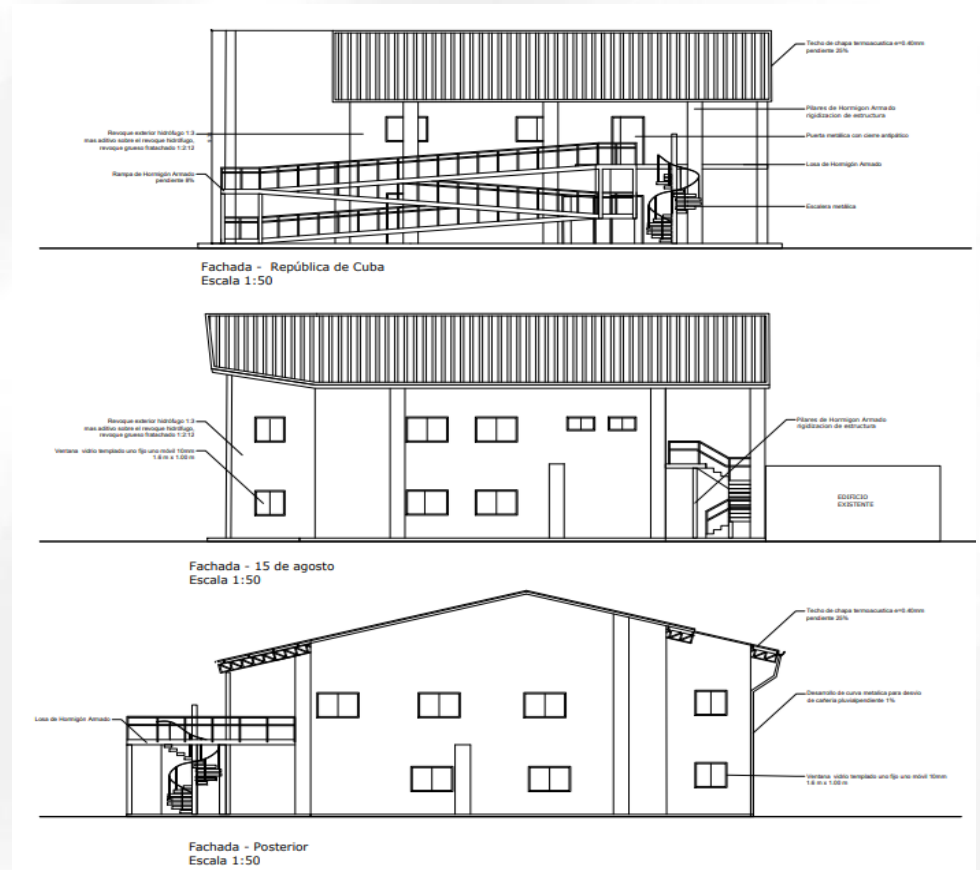 Techo de chapa termoacustica e=0.40mm
pendiente 25%
Pilares de Hormigon Armado
rigidizacion de estructura
Revoque exterior hidrófugo 1:3
mas aditivo sobre el revoque hidrófugo,
revoque grueso fratachado 1:2:12
Puerta metálica con cierre antipático
Losa de Hormigón Armado
Rampa de Hormigón Armado
pendiente 8%
Escalera metálica
Fachada - República de Cuba
Escala 1:50
Revoque exterior hidrófugo 1:3
mas aditivo sobre el revoque hidrófugo,
revoque grueso fratachado 1:2:12
Pilares de Hormigon Armado
rigidizacion de estructura
Ventana vidrio templado uno fijo uno móvil 10mm
1.6 m x 1.00 m
EDIFICIO
EXISTENTE
Fachada - 15 de agosto
Escala 1:50
Techo de chapa termoacustica e=0.40mm
pendiente 25%
Desarrollo de curva metalica para desvio
de cañeria pluvialpendiente 1%
Losa de Hormigón Armado
Ventana vidrio templado uno fijo uno móvil 10mm
1.6 m x 1.00 m
Fachada - Posterior
Escala 1:50